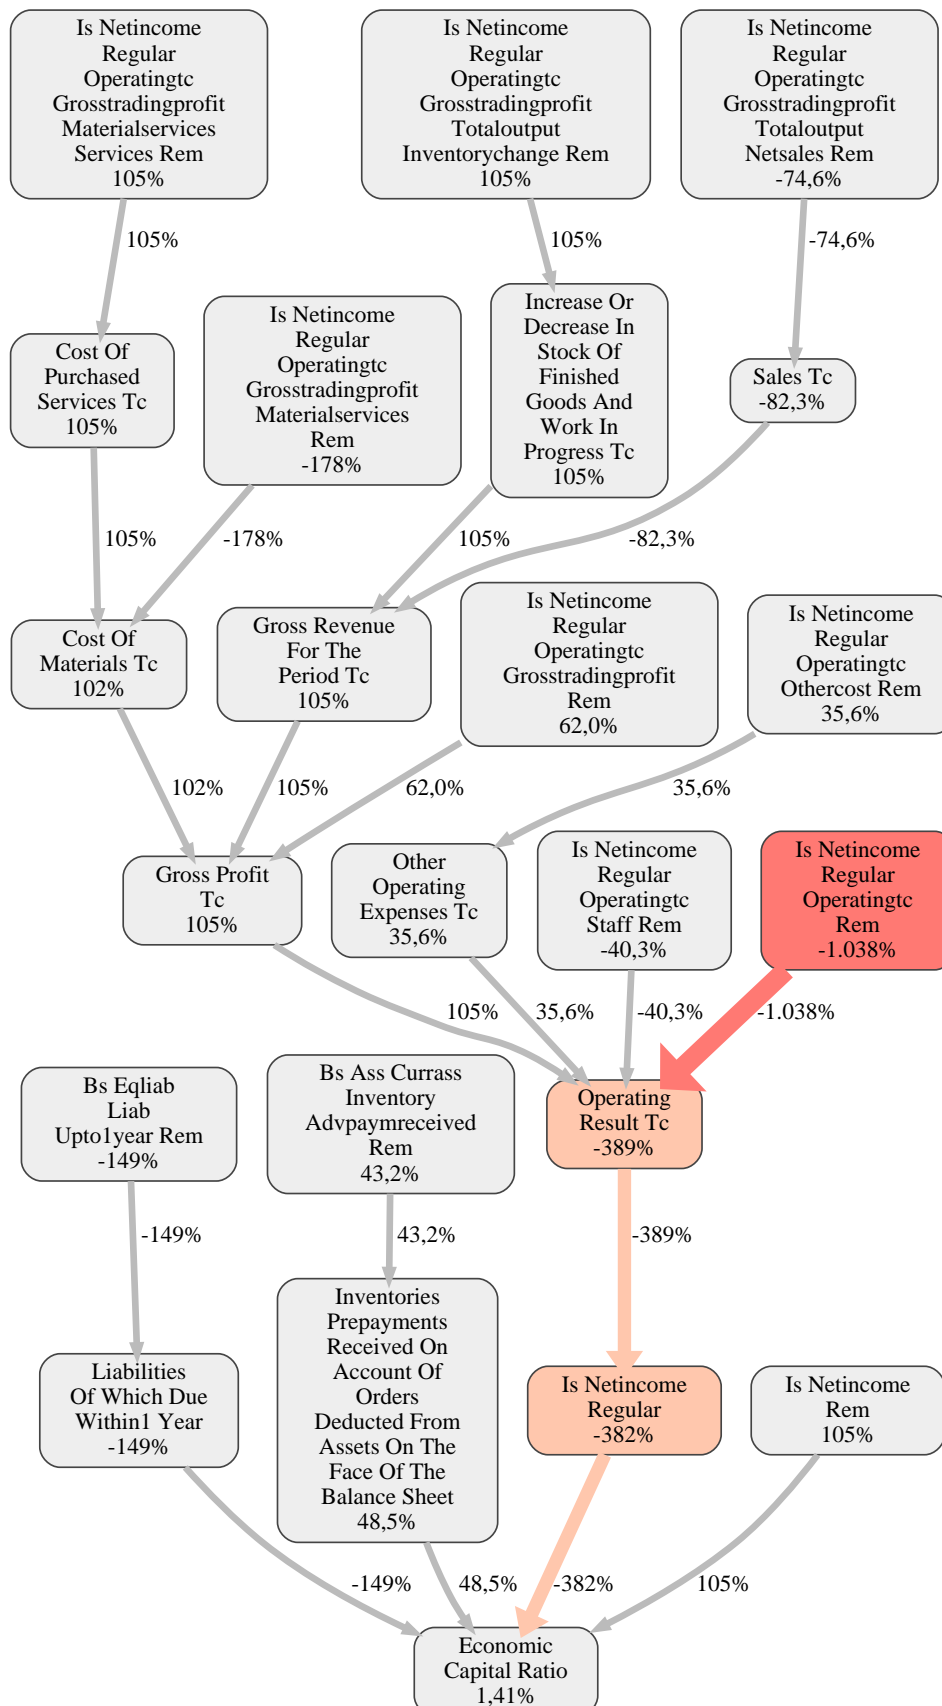 Is Netincome
Regular
Operatingtc
Grosstradingprofit
Materialservices
Services Rem
105%
Is Netincome
Regular
Operatingtc
Grosstradingprofit
Totaloutput
Inventorychange Rem
105%
Is Netincome
Regular
Operatingtc
Grosstradingprofit
Totaloutput
Netsales Rem
-74,6%
105%
105%
-74,6%
Cost Of
Purchased
Services Tc
105%
Is Netincome
Regular
Operatingtc
Grosstradingprofit
Materialservices
Rem
-178%
Increase Or
Decrease In
Stock Of
Finished
Goods And
Work In
Progress Tc
105%
Sales Tc
-82,3%
105%
-178%
105%
-82,3%
Cost Of
Materials Tc
102%
Gross Revenue
For The
Period Tc
105%
Is Netincome
Regular
Operatingtc
Grosstradingprofit
Rem
62,0%
Is Netincome
Regular
Operatingtc
Othercost Rem
35,6%
102%
105%
62,0%
35,6%
Gross Profit
Tc
105%
Other
Operating
Expenses Tc
35,6%
Is Netincome
Regular
Operatingtc
Staff Rem
-40,3%
Is Netincome
Regular
Operatingtc
Rem
-1.038%
105%
35,6%
-40,3%
-1.038%
Bs Eqliab
Liab
Upto1year Rem
-149%
Bs Ass Currass
Inventory
Advpaymreceived
Rem
43,2%
Operating
Result Tc
-389%
-149%
43,2%
-389%
Liabilities
Of Which Due
Within1 Year
-149%
Inventories
Prepayments
Received On
Account Of
Orders
Deducted From
Assets On The
Face Of The
Balance Sheet
48,5%
Is Netincome
Regular
-382%
Is Netincome
Rem
105%
-149%
48,5%
-382%
105%
Economic
Capital Ratio
1,41%